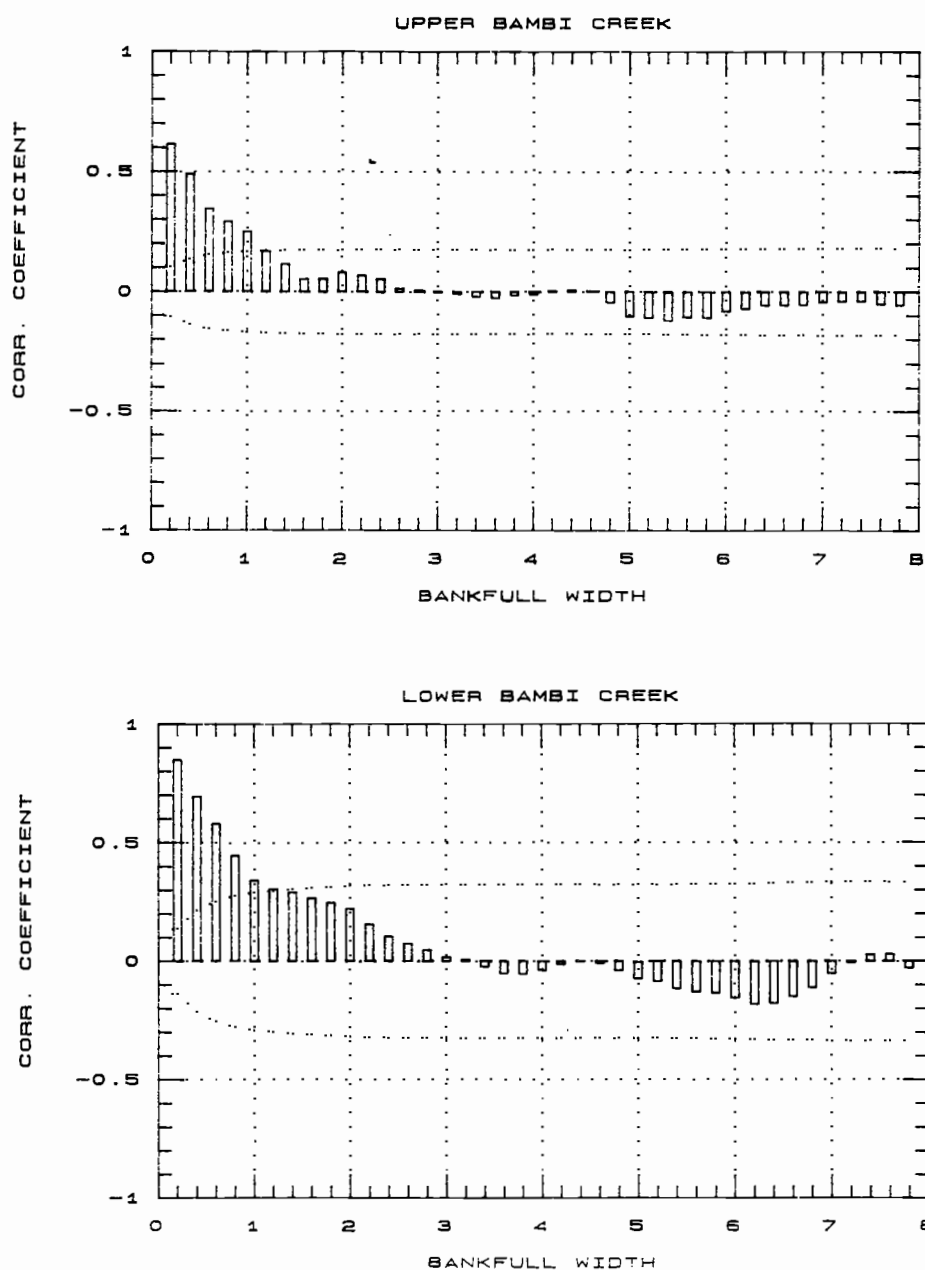 UPPER BAMBI CREEK
1
0.5
0
-0.5
-1
CORR. COEFFICIENT
0 1 2 3 4 5 6 7 8
BANKFULL WIDTH
LOWER BAMBI CREEK
1
0.5
0
-0.5
-1
CORR. COEFFICIENT
0 1 2 3 4 5 6 7 8
BANKFULL WIDTH